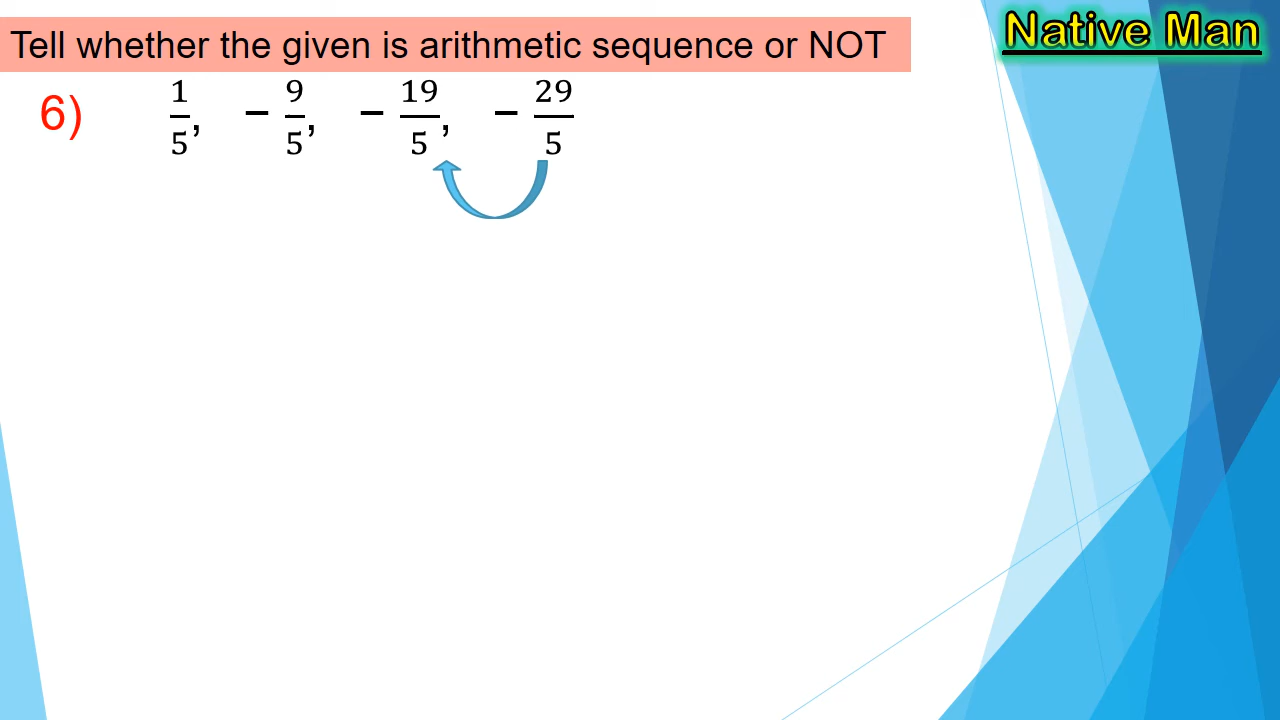 Native Man
Tell whether the given is arithmetic sequence or NOT
6) 1/5, − 9/5, − 19/5, − 29/5